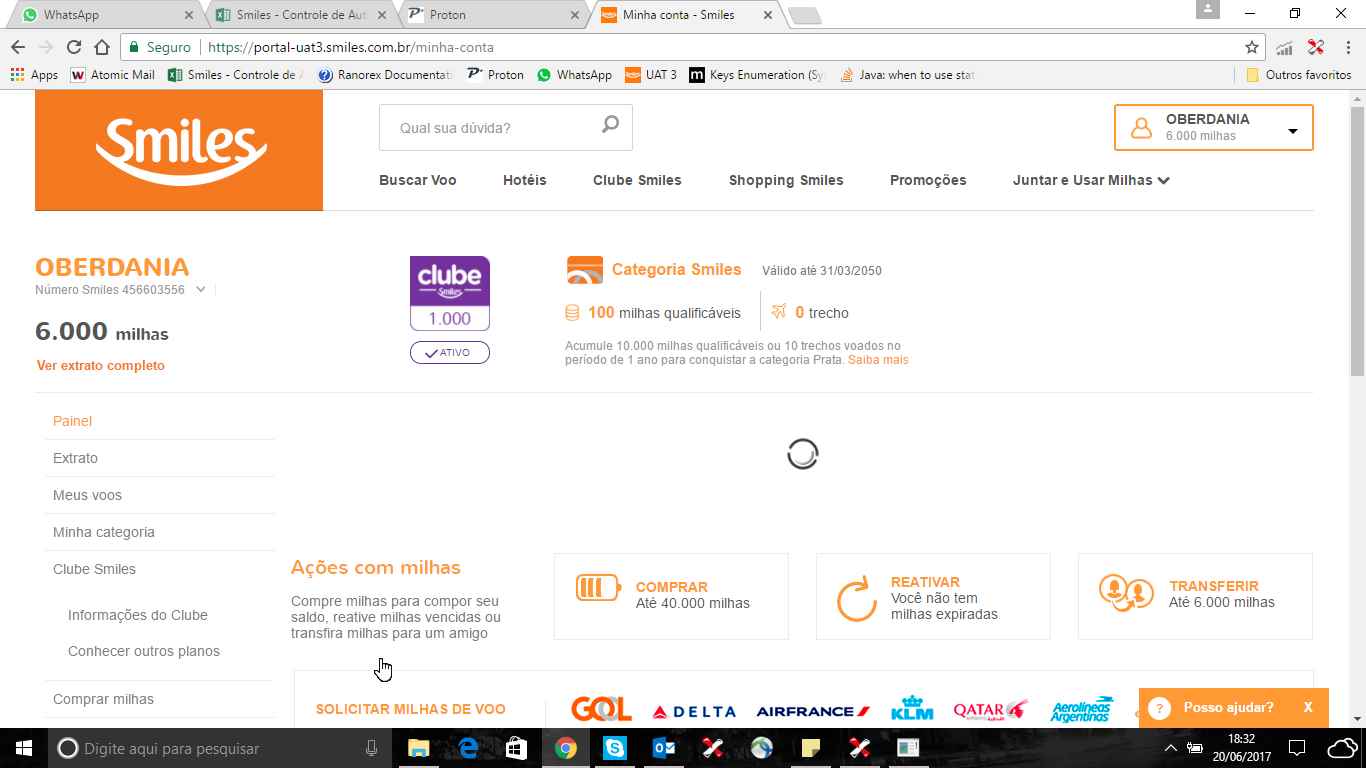 WhatsApp
Smiles - Controle de Aut
Proton
Minha conta - Smiles
Seguro
https://portal-uat3.smiles.com.br/minha-conta
Apps
Atomic Mail
Smiles - Controle de A
Ranorex Documentati
Proton
WhatsApp
UAT 3
Keys Enumeration (Sy
Java: when to use stat
Outros favoritos
Smiles
Qual sua dúvida?
OBERDANIA
6.000 milhas
Buscar Voo
Hotéis
Clube Smiles
Shopping Smiles
Promoções
Juntar e Usar Milhas
OBERDANIA
Número Smiles 456603556
6.000 milhas
Ver extrato completo
clube
Smiles
1.000
ATIVO
Categoria Smiles
Válido até 31/03/2050
100 milhas qualificáveis
0 trecho
Acumule 10.000 milhas qualificáveis ou 10 trechos voados no
período de 1 ano para conquistar a categoria Prata. Saiba mais
Painel
Extrato
Meus voos
Minha categoria
Clube Smiles
Informações do Clube
Conhecer outros planos
Comprar milhas
Ações com milhas
Compre milhas para compor seu
saldo, reative milhas vencidas ou
transfira milhas para um amigo
COMPRAR
Até 40.000 milhas
REATIVAR
Você não tem
milhas expiradas
TRANSFERIR
Até 6.000 milhas
SOLICITAR MILHAS DE VOO
GOL
DELTA
AIRFRANCE
KLM
QATAR
Aerolíneas
Argentinas
Posso ajudar?
X
Digite aqui para pesquisar
18:32
20/06/2017